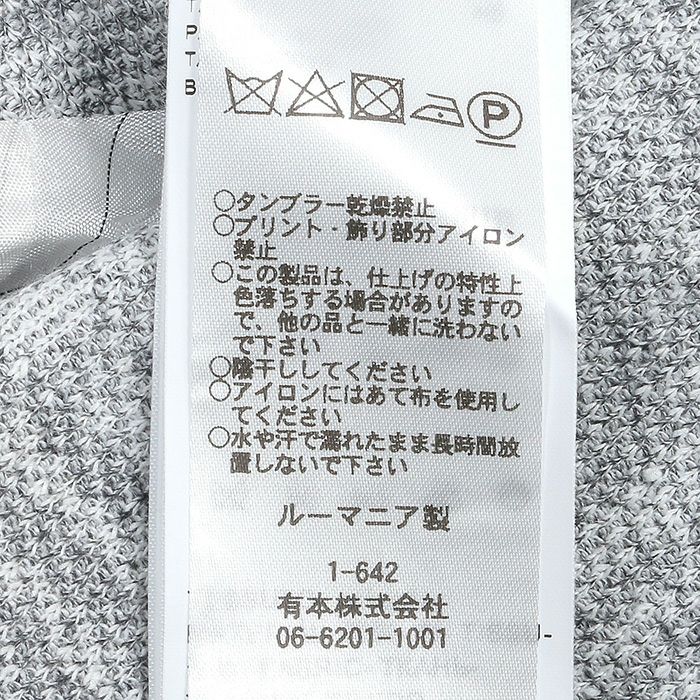 P
B
P
○タンブラー乾燥禁止
○プリント・飾り部分アイロン
禁止
○この製品は、仕上げの特性上
色落ちする場合がありますの
で、他の品と一緒に洗わない
で下さい
○陰干ししてください
○アイロンにはあて布を使用し
てください
○水や汗で濡れたまま長時間放
置しないで下さい
ルーマニア製
1-642
有本株式会社
06-6201-1001